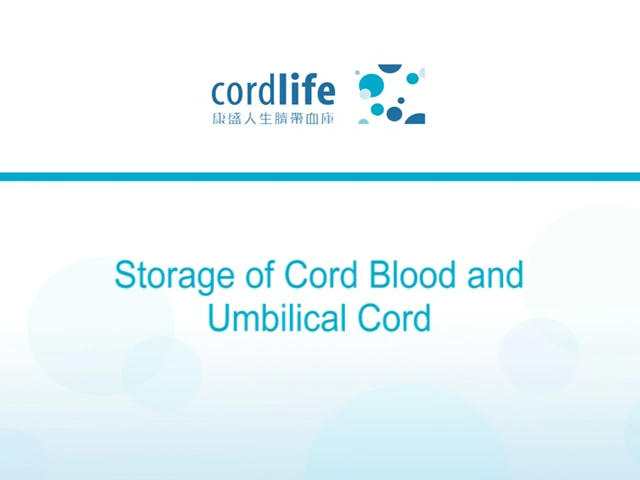 cordlife
康盛人生臍帶血庫
Storage of Cord Blood and
Umbilical Cord